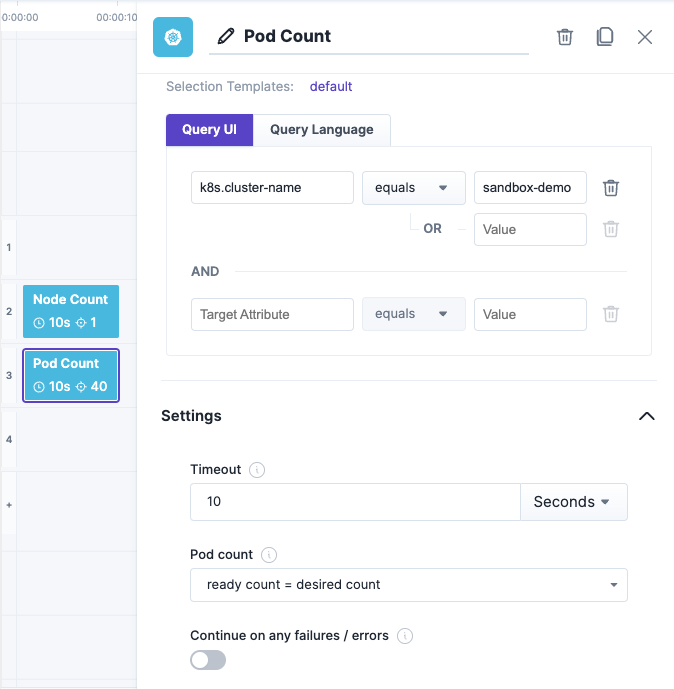 0:00:00
00:00:10
1
2
Node Count
10s 1
3
Pod Count
10s 40
4
+
Pod Count
Selection Templates: default
Query UI Query Language
k8s.cluster-name equals sandbox-demo
OR Value
AND
Target Attribute equals Value
Settings
Timeout
10 Seconds
Pod count
ready count = desired count
Continue on any failures / errors